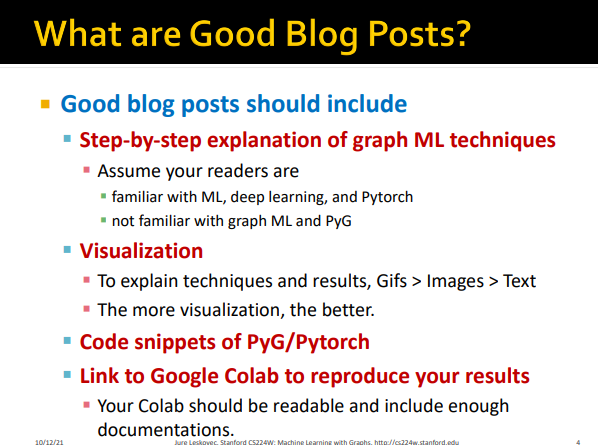 What are Good Blog Posts?
Good blog posts should include
Step-by-step explanation of graph ML techniques
Assume your readers are
familiar with ML, deep learning, and Pytorch
not familiar with graph ML and PyG
Visualization
To explain techniques and results, Gifs > Images > Text
The more visualization, the better.
Code snippets of PyG/Pytorch
Link to Google Colab to reproduce your results
Your Colab should be readable and include enough
documentations.
10/12/21 Jure Leskovec, Stanford CS224W: Machine Learning with Graphs, http://cs224w.stanford.edu 4